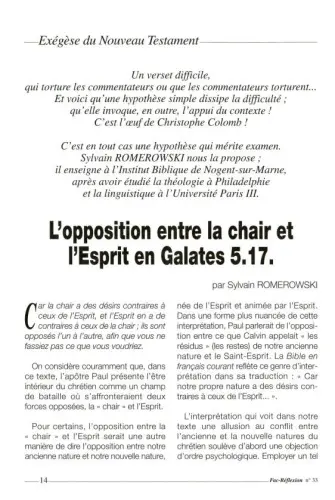 Exégèse du Nouveau Testament
Un verset difficile,
qui torture les commentateurs ou que les commentateurs torturent...
Et voici qu'une hypothèse simple dissipe la difficulté ;
qu'elle invoque, en outre, l'appui du contexte !
C'est l'œuf de Christophe Colomb !
C'est en tout cas une hypothèse qui mérite examen.
Sylvain ROMEROWSKI nous la propose ;
il enseigne à l'Institut Biblique de Nogent-sur-Marne,
après avoir étudié la théologie à Philadelphie
et la linguistique à l'Université Paris III.
L'opposition entre la chair et
l'Esprit en Galates 5.17.
par Sylvain ROMEROWSKI
Car la chair a des désirs contraires à
ceux de l'Esprit, et l'Esprit en a de
contraires à ceux de la chair ; ils sont
opposés l'un à l'autre, afin que vous ne
fassiez pas ce que vous voudriez.
On considère couramment que, dans
ce texte, l'apôtre Paul présente l'être
intérieur du chrétien comme un champ
de bataille où s'affronteraient deux
forces opposées, la « chair » et l'Esprit.
Pour certains, l'opposition entre la
« chair » et l'Esprit serait une autre
manière de dire l'opposition entre notre
ancienne nature et notre nouvelle nature,
née de l'Esprit et animée par l'Esprit.
Dans une forme plus nuancée de cette
interprétation, Paul parlerait de l'opposi-
tion entre ce que Calvin appelait « les
résidus » (les restes) de notre ancienne
nature et le Saint-Esprit. La Bible en
français courant reflète ce genre d'inter-
prétation dans sa traduction : « Car
notre propre nature a des désirs con-
traires à ceux de l'Esprit... ».
L'interprétation qui voit dans notre
texte une allusion au conflit entre
l'ancienne et la nouvelle natures du
chrétien soulève d'abord une objection
d'ordre psychologique. Employer un tel
14
Fac-Réflexion n° 33